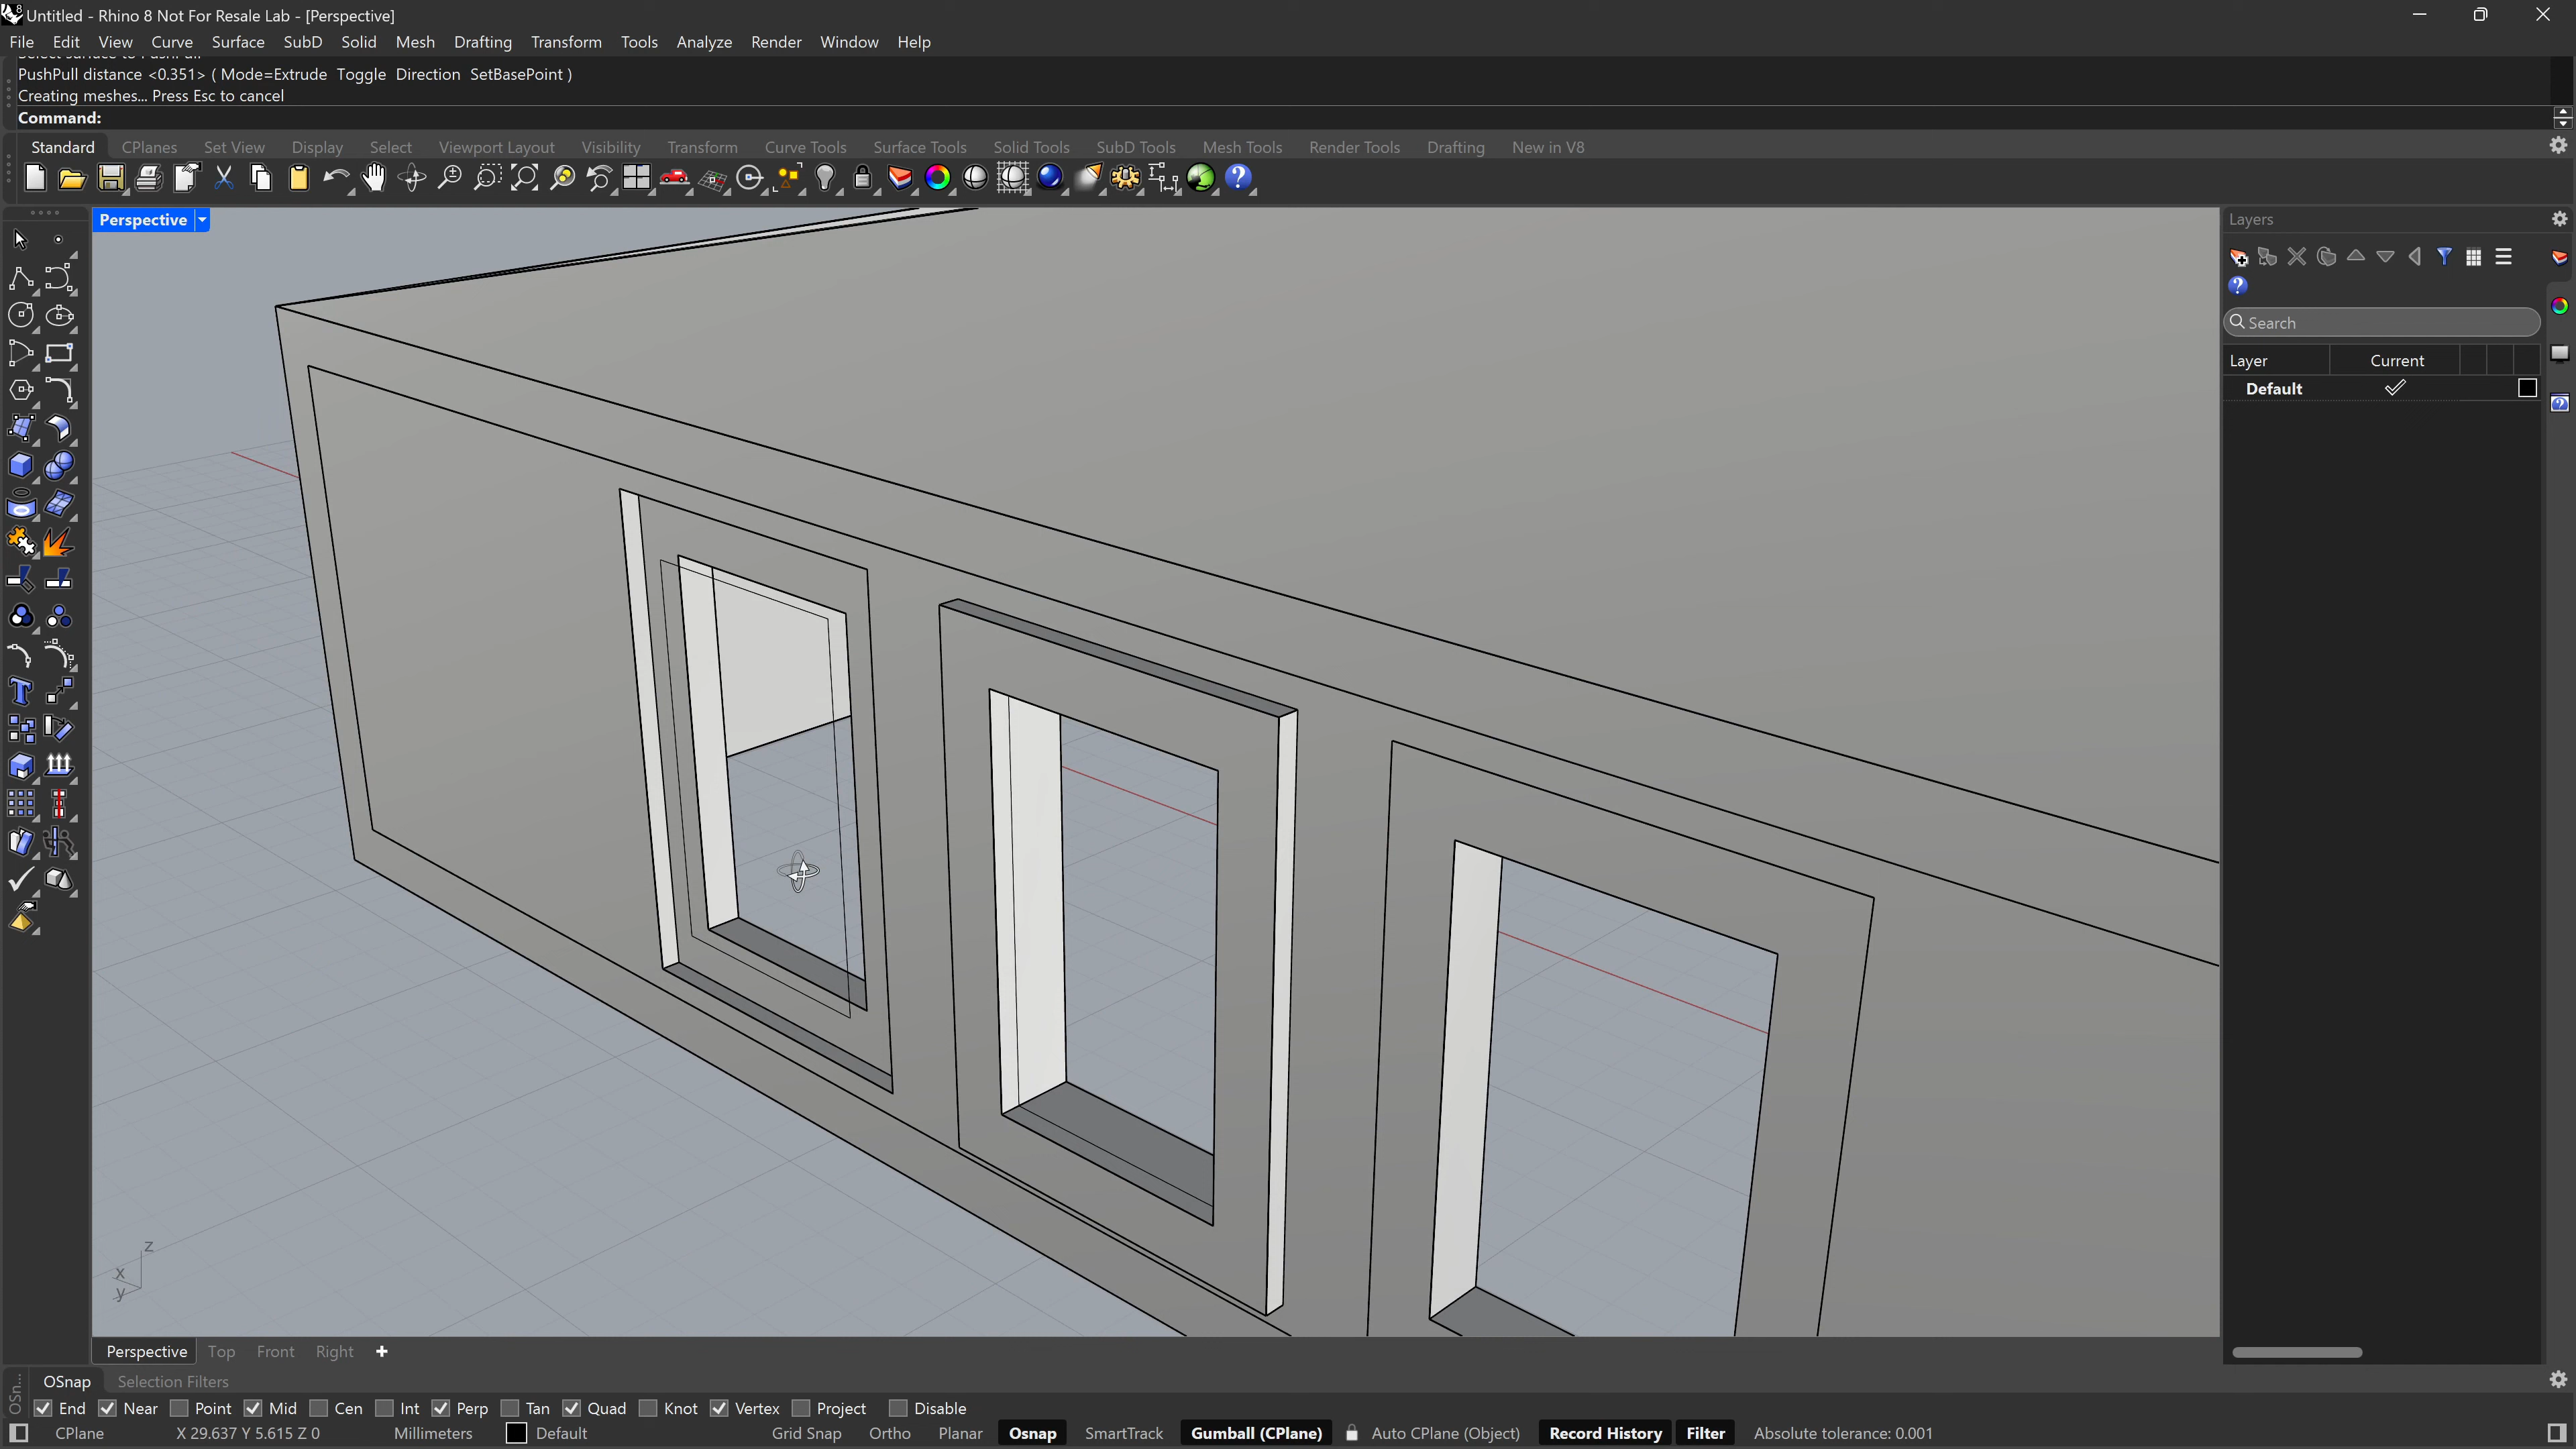 Untitled - Rhino 8 Not For Resale Lab - [Perspective]
File Edit View Curve Surface SubD Solid Mesh Drafting Transform Tools Analyze Render Window Help
Select surface to PushPull
PushPull distance <0.351> ( Mode=Extrude Toggle Direction SetBasePoint )
Creating meshes... Press Esc to cancel
Command:
Standard CPlanes Set View Display Select Viewport Layout Visibility Transform Curve Tools Surface Tools Solid Tools SubD Tools Mesh Tools Render Tools Drafting New in V8
Perspective
Layers
Search
Layer Current
Default
z
x
y
Perspective Top Front Right
OSn...
OSnap Selection Filters
End Near Point Mid Cen Int Perp Tan Quad Knot Vertex Project Disable
CPlane X 29.637 Y 5.615 Z 0 Millimeters Default Grid Snap Ortho Planar Osnap SmartTrack Gumball (CPlane) Auto CPlane (Object) Record History Filter Absolute tolerance: 0.001